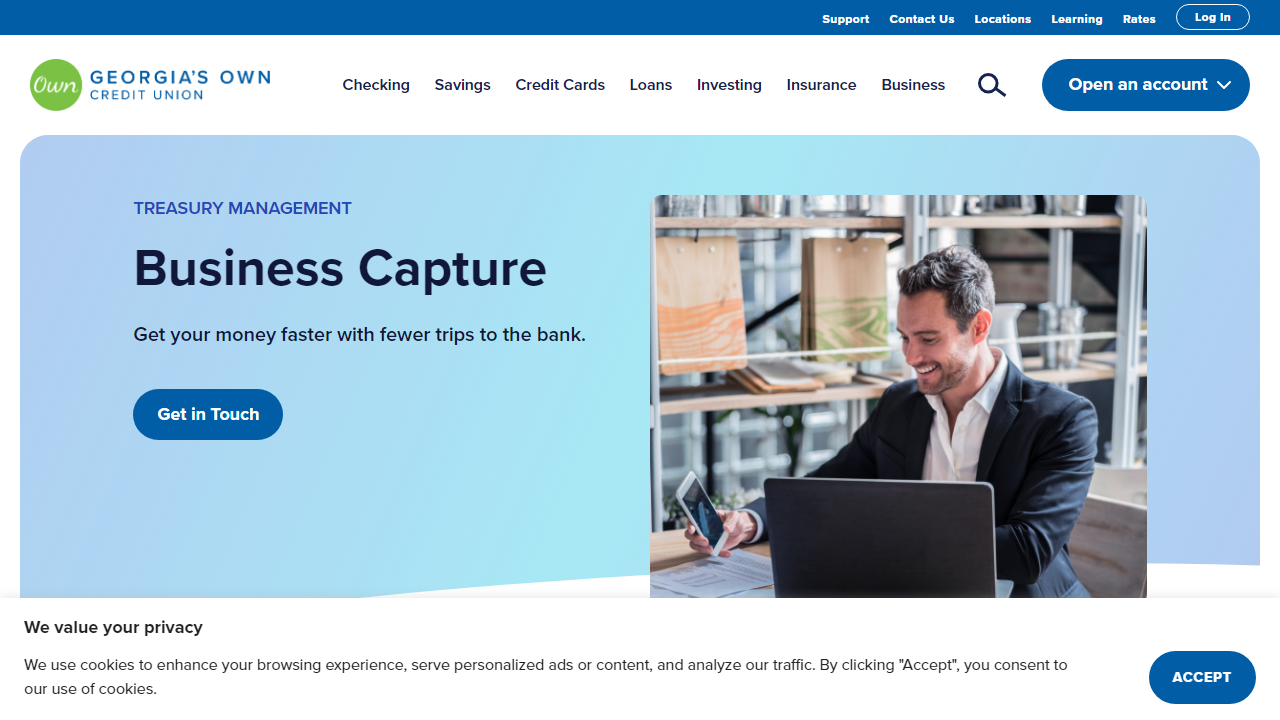 Support Contact Us Locations Learning Rates Log In
Own GEORGIA'S OWN
CREDIT UNION
Checking Savings Credit Cards Loans Investing Insurance Business Open an account
TREASURY MANAGEMENT
Business Capture
Get your money faster with fewer trips to the bank.
Get in Touch
We value your privacy
We use cookies to enhance your browsing experience, serve personalized ads or content, and analyze our traffic. By clicking "Accept", you consent to
our use of cookies.
ACCEPT